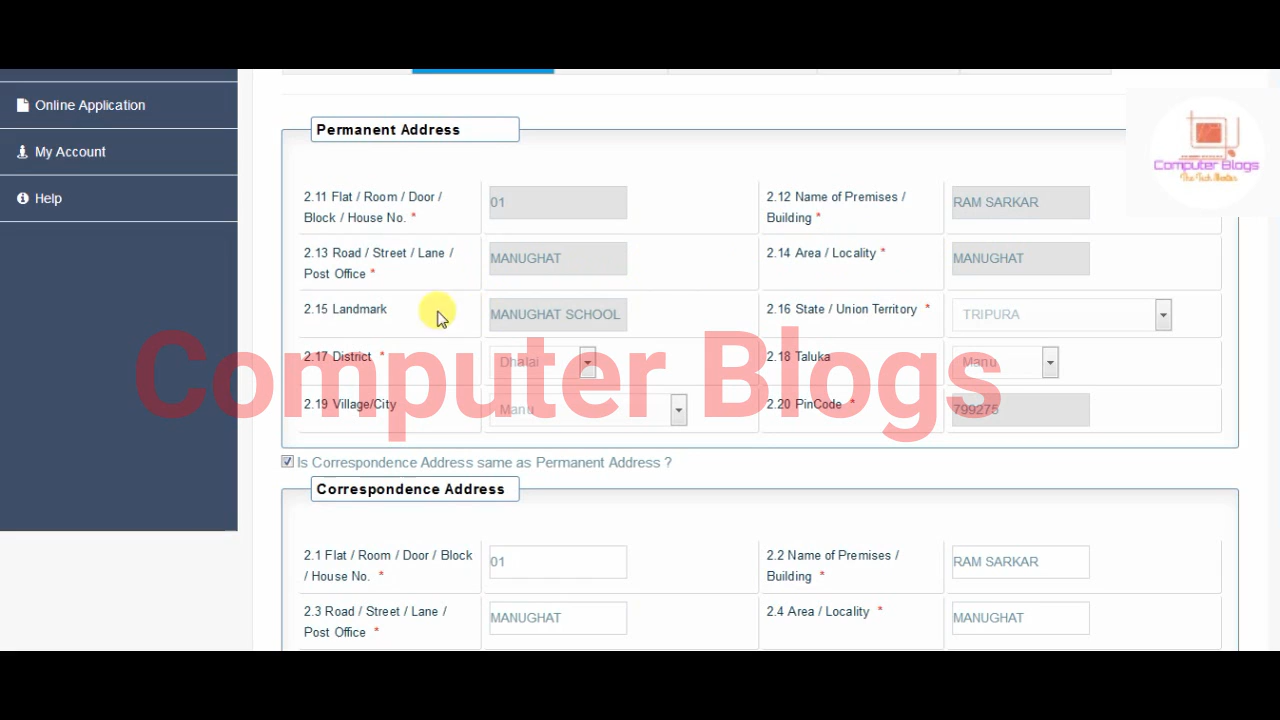 Online Application
My Account
Help
Permanent Address
Computer Blogs
The Tech Master
2.11 Flat / Room / Door /
Block / House No. *
01
2.12 Name of Premises /
Building *
RAM SARKAR
2.13 Road / Street / Lane /
Post Office *
MANUGHAT
2.14 Area / Locality *
MANUGHAT
2.15 Landmark
MANUGHAT SCHOOL
2.16 State / Union Territory *
TRIPURA
2.17 District *
Dhalai
2.18 Taluka
Manu
2.19 Village/City
Manu
2.20 PinCode *
799275
Computer Blogs
Is Correspondence Address same as Permanent Address ?
Correspondence Address
2.1 Flat / Room / Door / Block
/ House No. *
01
2.2 Name of Premises /
Building *
RAM SARKAR
2.3 Road / Street / Lane /
Post Office *
MANUGHAT
2.4 Area / Locality *
MANUGHAT